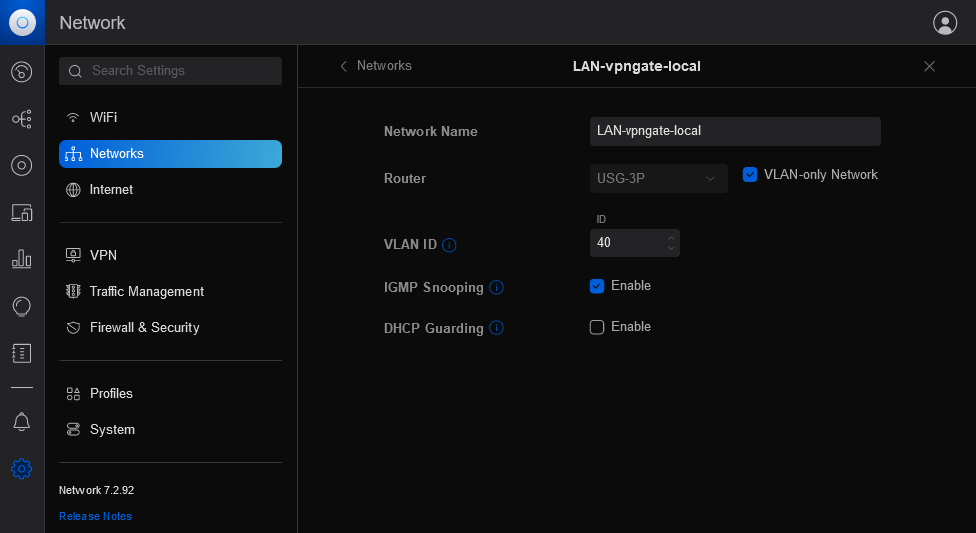 Network
Search Settings
WiFi
Networks
Internet
VPN
Traffic Management
Firewall & Security
Profiles
System
Network 7.2.92
Release Notes
Networks
LAN-vpngate-local
Network Name
LAN-vpngate-local
Router
USG-3P
VLAN-only Network
VLAN ID
ID
40
IGMP Snooping
Enable
DHCP Guarding
Enable